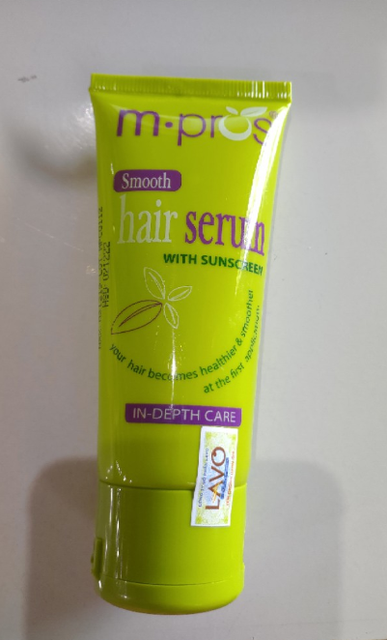 m·pros
Smooth
hair serum
WITH SUNSCREEN
your hair becomes healthier & smoother
at the first application
IN-DEPTH CARE
LAVO